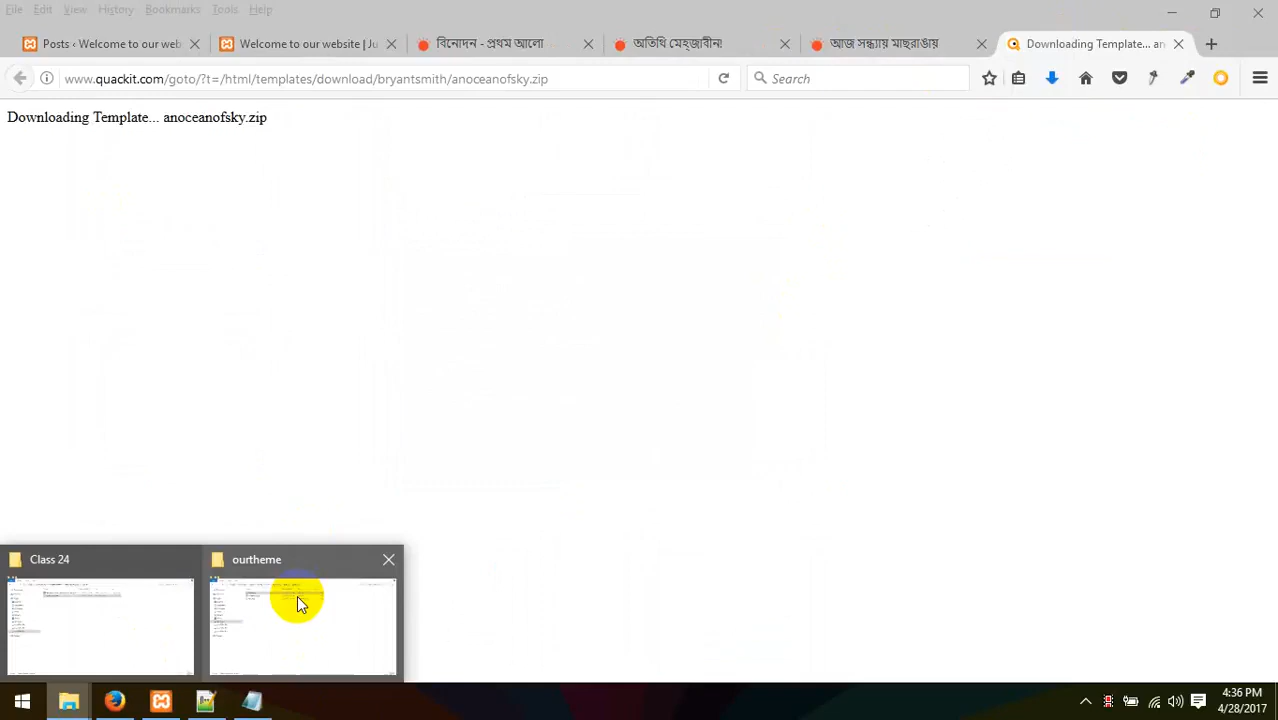 File Edit View History Bookmarks Tools Help
Posts ‹ Welcome to our web
Welcome to our website | Ju
বিনোদন - প্রথম আলো
অতিথি মেহ্‌জাবীন!
আজ সন্ধ্যায় মাছরাঙায়
Downloading Template... an
www.quackit.com/goto/?t=/html/templates/download/bryantsmith/anoceanofsky.zip
Search
Downloading Template... anoceanofsky.zip
Class 24
ourtheme
4:36 PM
4/28/2017